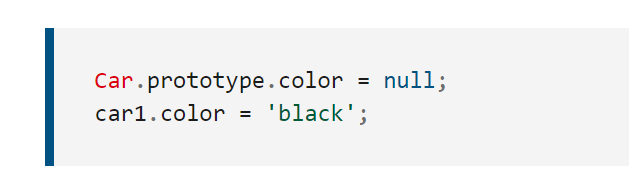 Car.prototype.color = null;
car1.color = 'black';